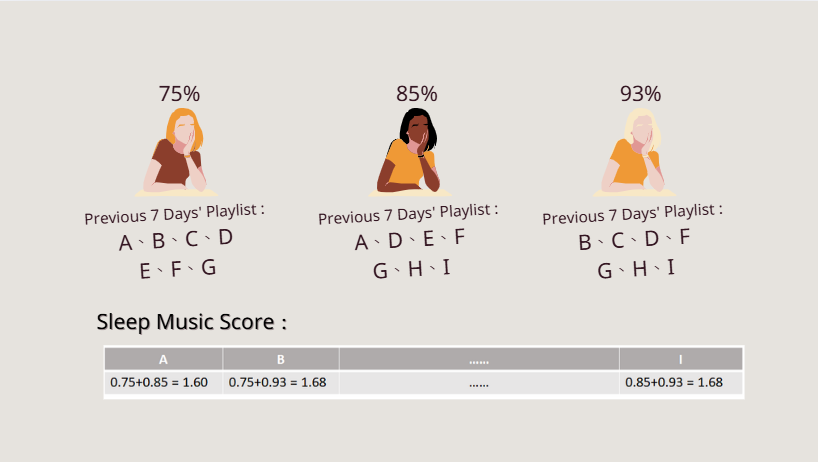 75% 85% 93%
Previous 7 Days' Playlist : Previous 7 Days' Playlist : Previous 7 Days' Playlist :
A、B、C、D A、D、E、F B、C、D、F
E、F、G G、H、I G、H、I
Sleep Music Score :
A B ...... I
0.75+0.85 = 1.60 0.75+0.93 = 1.68 ...... 0.85+0.93 = 1.68